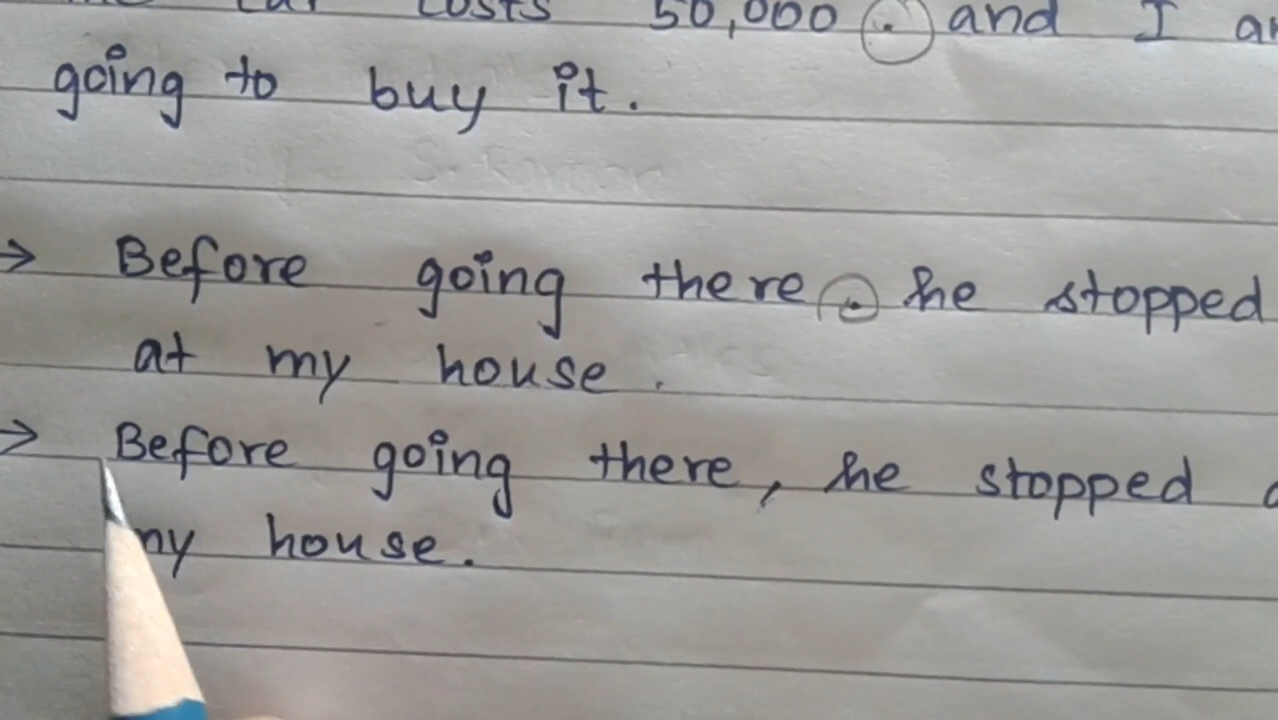 car costs 50,000 . and I
going to buy it.
→ Before going there . he stopped
at my house .
→ Before going there, he stopped
my house.